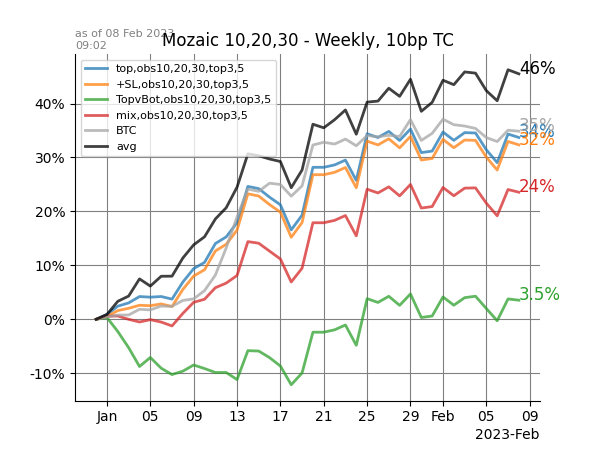 as of 08 Feb 2023
09:02
Mozaic 10,20,30 - Weekly, 10bp TC
top,obs10,20,30,top3,5
+SL,obs10,20,30,top3,5
TopvBot,obs10,20,30,top3,5
mix,obs10,20,30,top3,5
BTC
avg
46%
35%
34%
32%
24%
3.5%
40%
30%
20%
10%
0%
-10%
Jan 05 09 13 17 21 25 29 Feb 05 09
2023-Feb